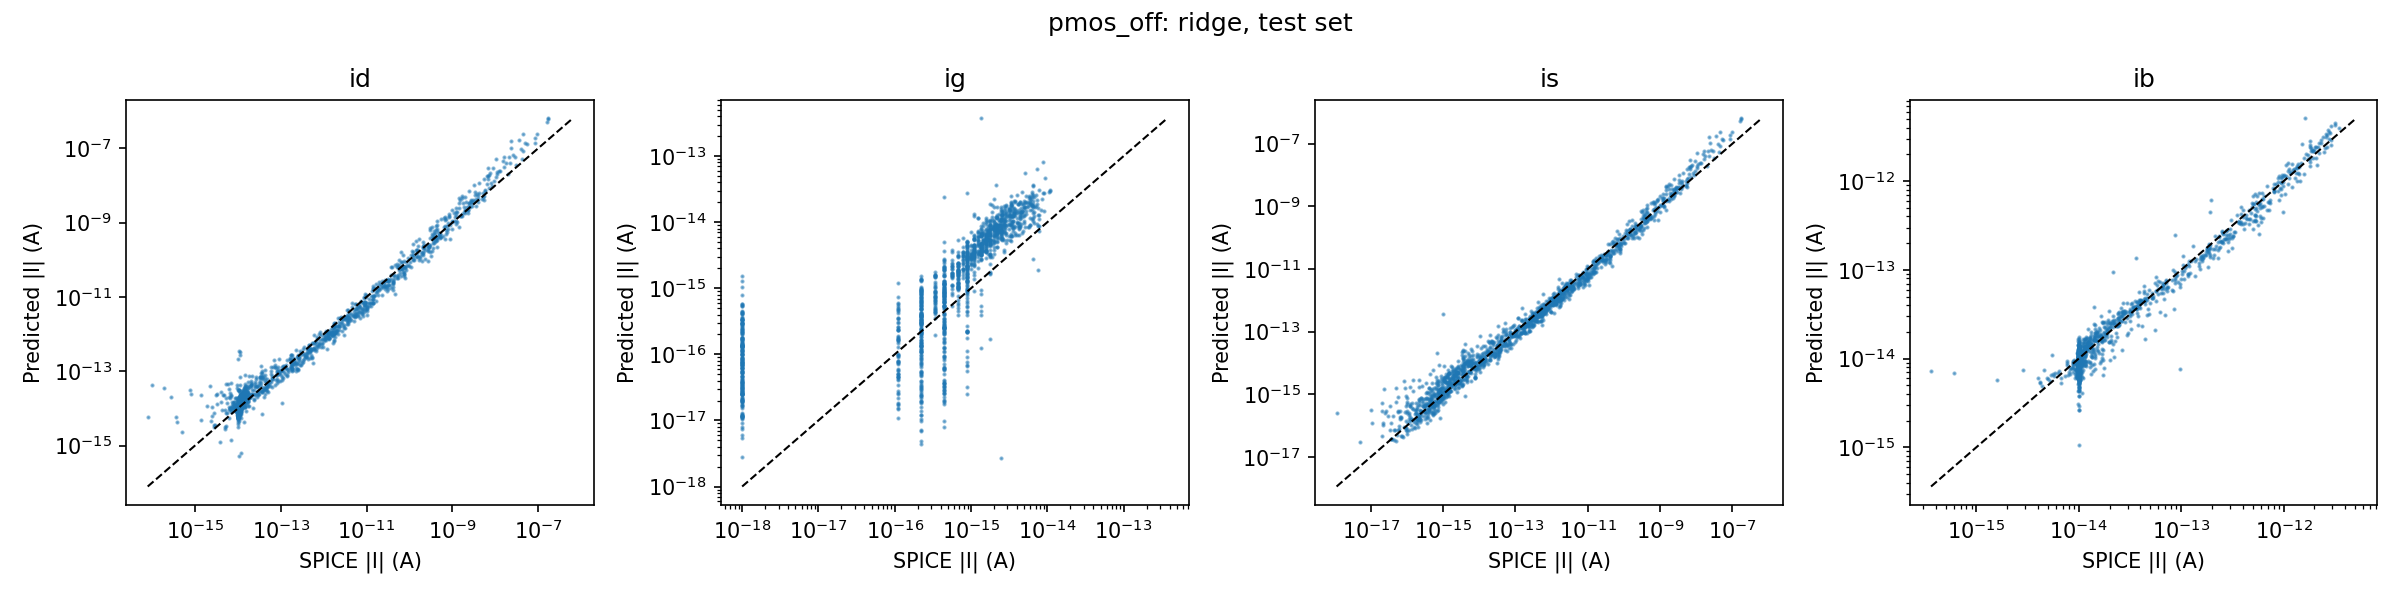 pmos_off: ridge, test set
id
Predicted |I| (A)
10⁻⁷
10⁻⁹
10⁻¹¹
10⁻¹³
10⁻¹⁵
10⁻¹⁵ 10⁻¹³ 10⁻¹¹ 10⁻⁹ 10⁻⁷
SPICE |I| (A)
ig
Predicted |I| (A)
10⁻¹³
10⁻¹⁴
10⁻¹⁵
10⁻¹⁶
10⁻¹⁷
10⁻¹⁸
10⁻¹⁸ 10⁻¹⁷ 10⁻¹⁶ 10⁻¹⁵ 10⁻¹⁴ 10⁻¹³
SPICE |I| (A)
is
Predicted |I| (A)
10⁻⁷
10⁻⁹
10⁻¹¹
10⁻¹³
10⁻¹⁵
10⁻¹⁷
10⁻¹⁷ 10⁻¹⁵ 10⁻¹³ 10⁻¹¹ 10⁻⁹ 10⁻⁷
SPICE |I| (A)
ib
Predicted |I| (A)
10⁻¹²
10⁻¹³
10⁻¹⁴
10⁻¹⁵
10⁻¹⁵ 10⁻¹⁴ 10⁻¹³ 10⁻¹²
SPICE |I| (A)